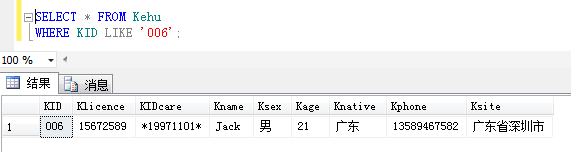 SELECT * FROM Kehu
WHERE KID LIKE '006';
100 %
结果 消息
KID Klicence KIDcare Kname Ksex Kage Knative Kphone Ksite
1 006 15672589 *19971101* Jack 男 21 广东 13589467582 广东省深圳市